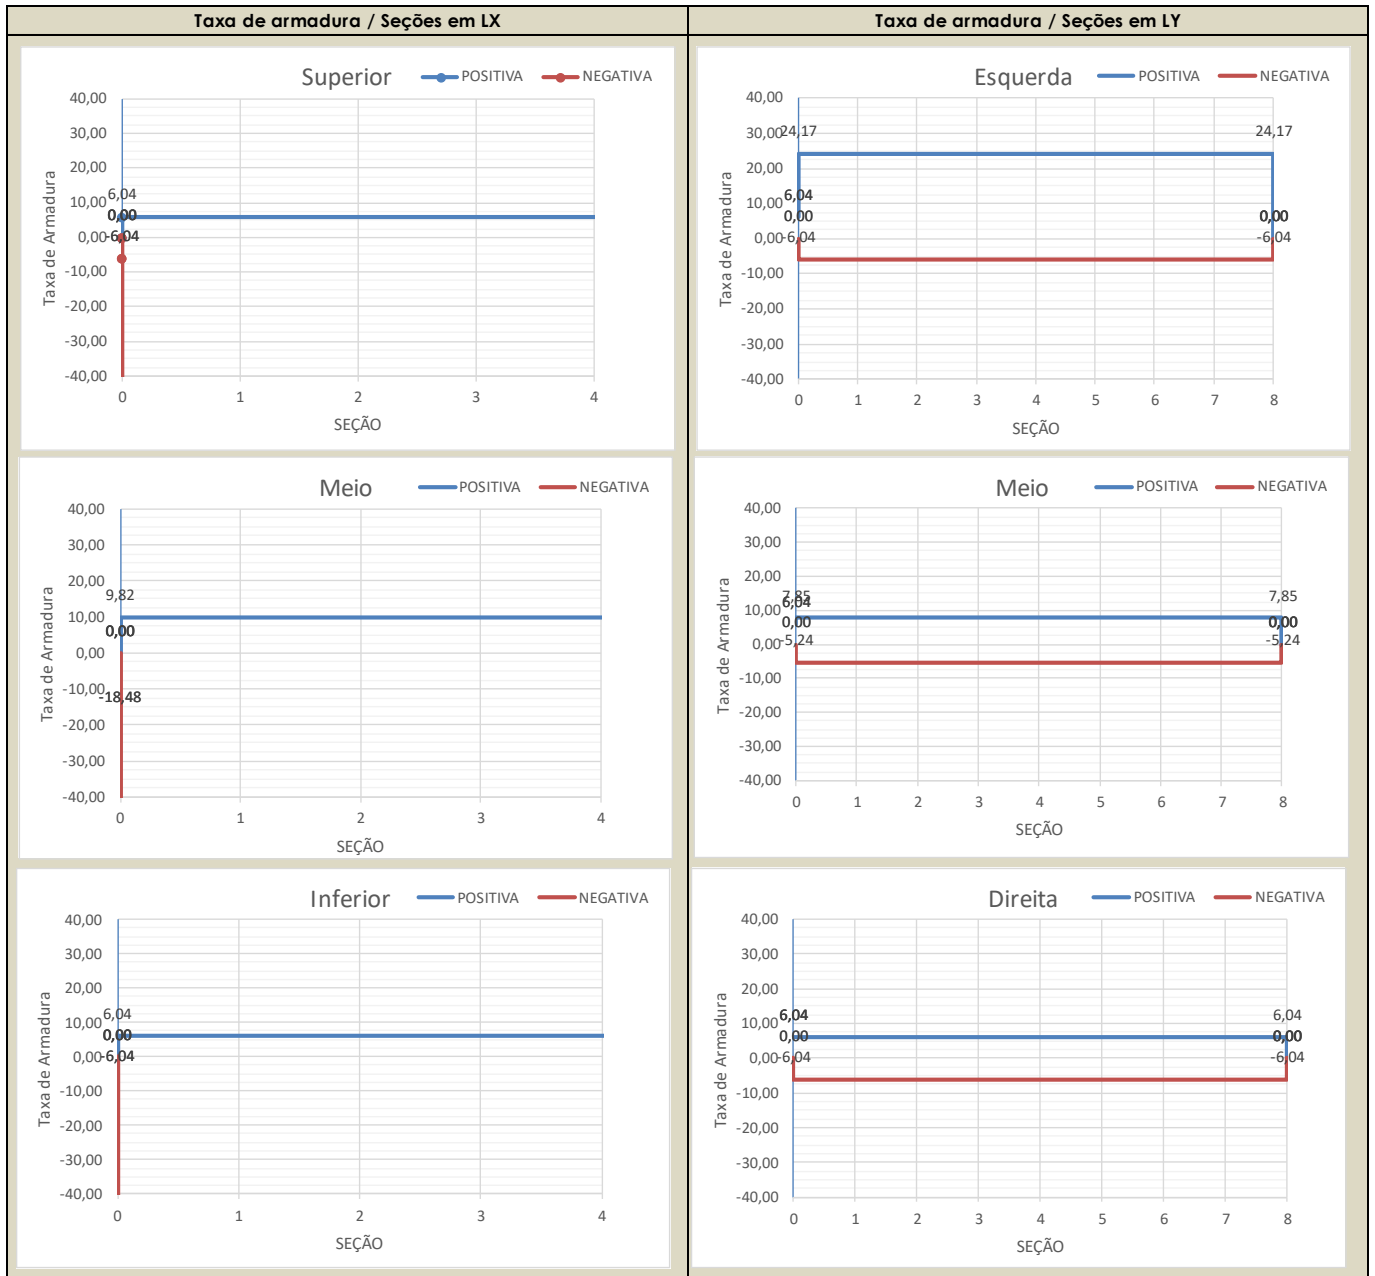 Taxa de armadura / Seções em LX
Taxa de armadura / Seções em LY
Superior POSITIVA NEGATIVA
Taxa de Armadura
40,00
30,00
20,00
10,00
0,00
-10,00
-20,00
-30,00
-40,00
6,04
0,00
-6,04
0 1 2 3 4
SEÇÃO
Esquerda POSITIVA NEGATIVA
Taxa de Armadura
40,00
30,00
20,00
10,00
0,00
-10,00
-20,00
-30,00
-40,00
24,17 24,17
6,04
0,00 0,00
-6,04 -6,04
0 1 2 3 4 5 6 7 8
SEÇÃO
Meio POSITIVA NEGATIVA
Taxa de Armadura
40,00
30,00
20,00
10,00
0,00
-10,00
-20,00
-30,00
-40,00
9,82
0,00
-18,48
0 1 2 3 4
SEÇÃO
Meio POSITIVA NEGATIVA
Taxa de Armadura
40,00
30,00
20,00
10,00
0,00
-10,00
-20,00
-30,00
-40,00
7,85 7,85
6,04
0,00 0,00
-5,24 -5,24
0 1 2 3 4 5 6 7 8
SEÇÃO
Inferior POSITIVA NEGATIVA
Taxa de Armadura
40,00
30,00
20,00
10,00
0,00
-10,00
-20,00
-30,00
-40,00
6,04
0,00
-6,04
0 1 2 3 4
SEÇÃO
Direita POSITIVA NEGATIVA
Taxa de Armadura
40,00
30,00
20,00
10,00
0,00
-10,00
-20,00
-30,00
-40,00
6,04 6,04
0,00 0,00
-6,04 -6,04
0 1 2 3 4 5 6 7 8
SEÇÃO